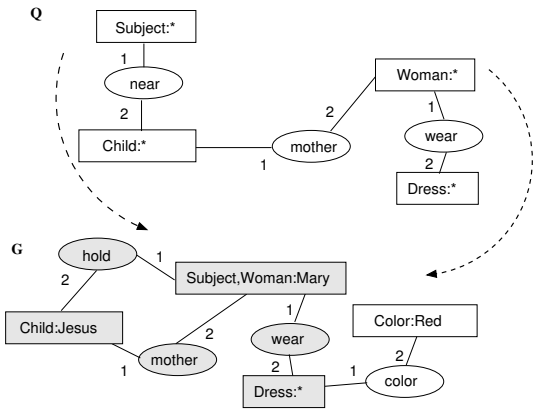 Q
Subject:*
1
near
2
Child:*
1
mother
2
Woman:*
1
wear
2
Dress:*
G
hold
1
2
Subject,Woman:Mary
Child:Jesus
1
mother
2
1
wear
2
Dress:*
1
color
2
Color:Red